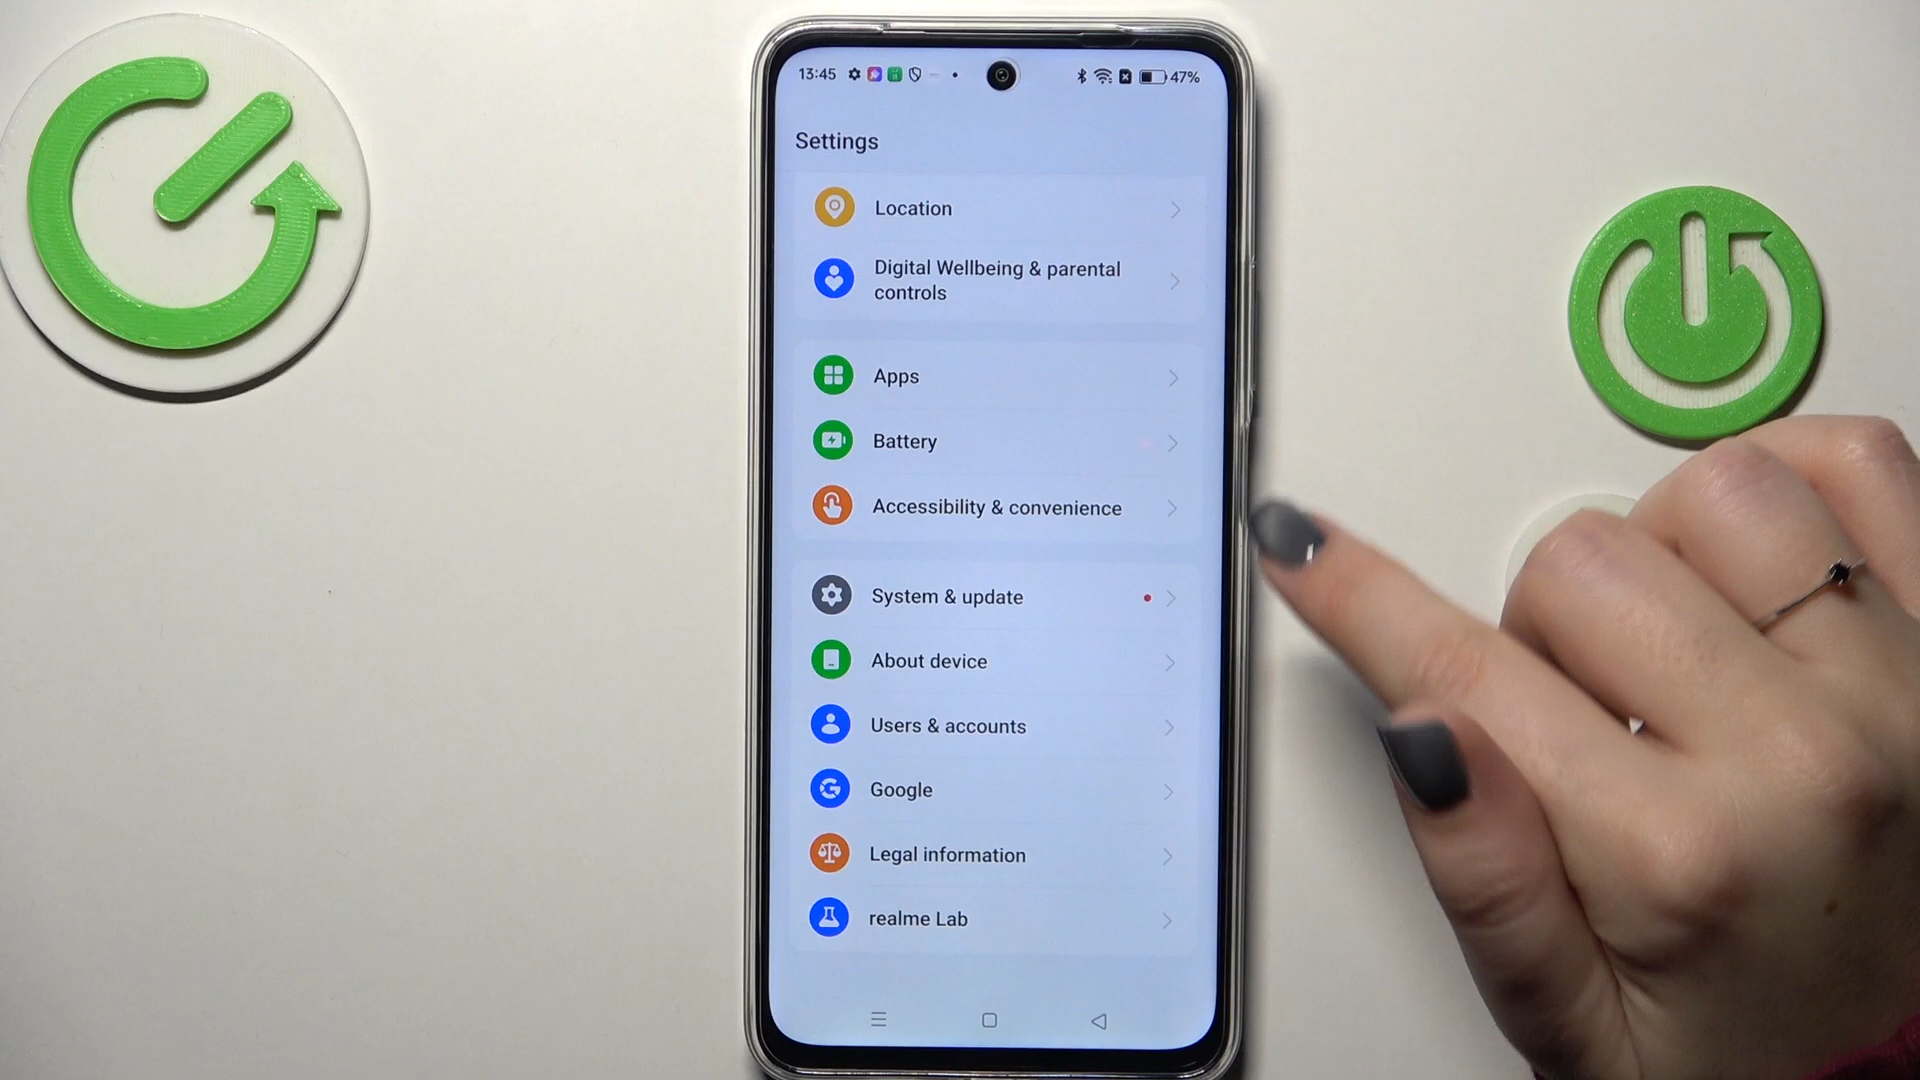 13:45
47%
Settings
Location
Digital Wellbeing & parental
controls
Apps
Battery
Accessibility & convenience
System & update
About device
Users & accounts
Google
Legal information
realme Lab